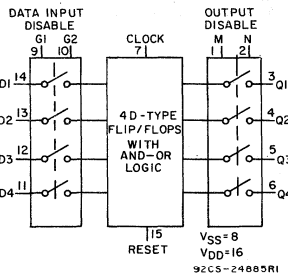 DATA INPUT DISABLE
G1 G2
9 10
CLOCK
7
OUTPUT DISABLE
M N
1 2
D1 14
D2 13
D3 12
D4 11
4 D-TYPE
FLIP/FLOPS
WITH
AND-OR
LOGIC
3 Q1
4 Q2
5 Q3
6 Q4
15
RESET
VSS=8
VDD=16
92CS-24885R1